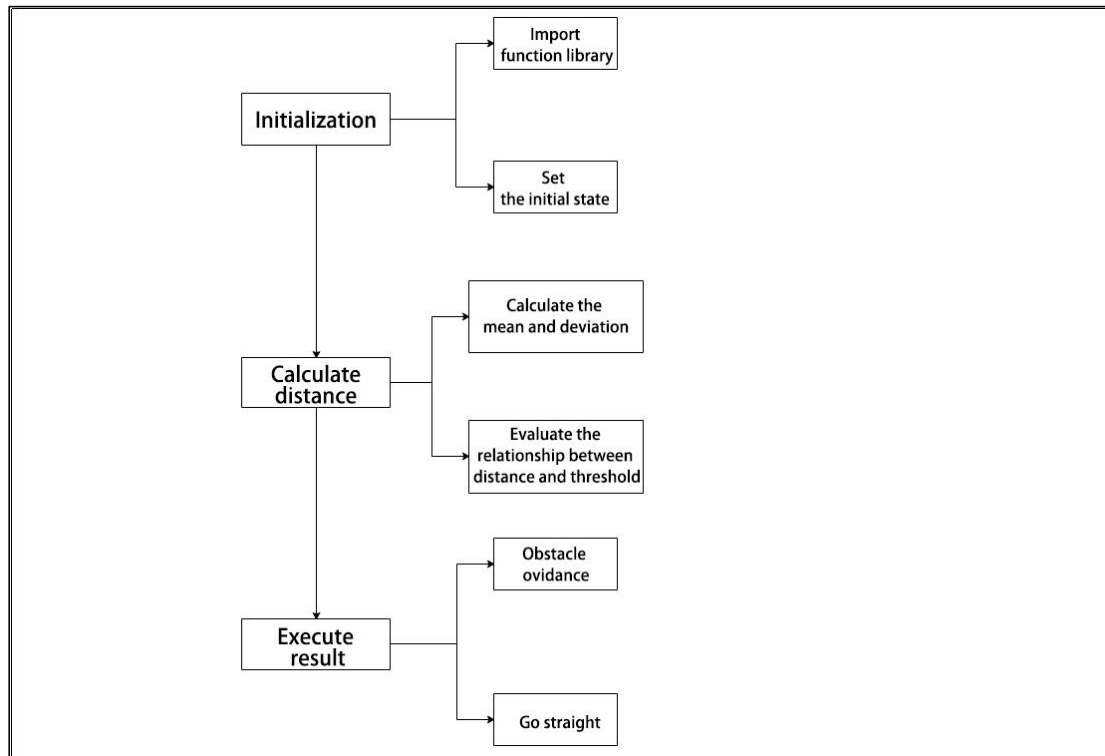 Import
function library
Initialization
Set
the initial state
Calculate the
mean and deviation
Calculate
distance
Evaluate the
relationship between
distance and threshold
Obstacle
ovidance
Execute
result
Go straight